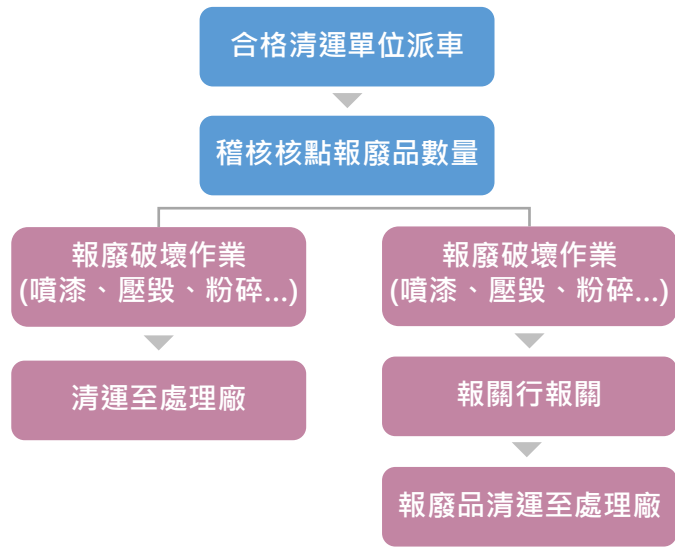 合格清運單位派車
稽核核點報廢品數量
報廢破壞作業
(噴漆、壓毀、粉碎...)
清運至處理廠
報廢破壞作業
(噴漆、壓毀、粉碎...)
報關行報關
報廢品清運至處理廠